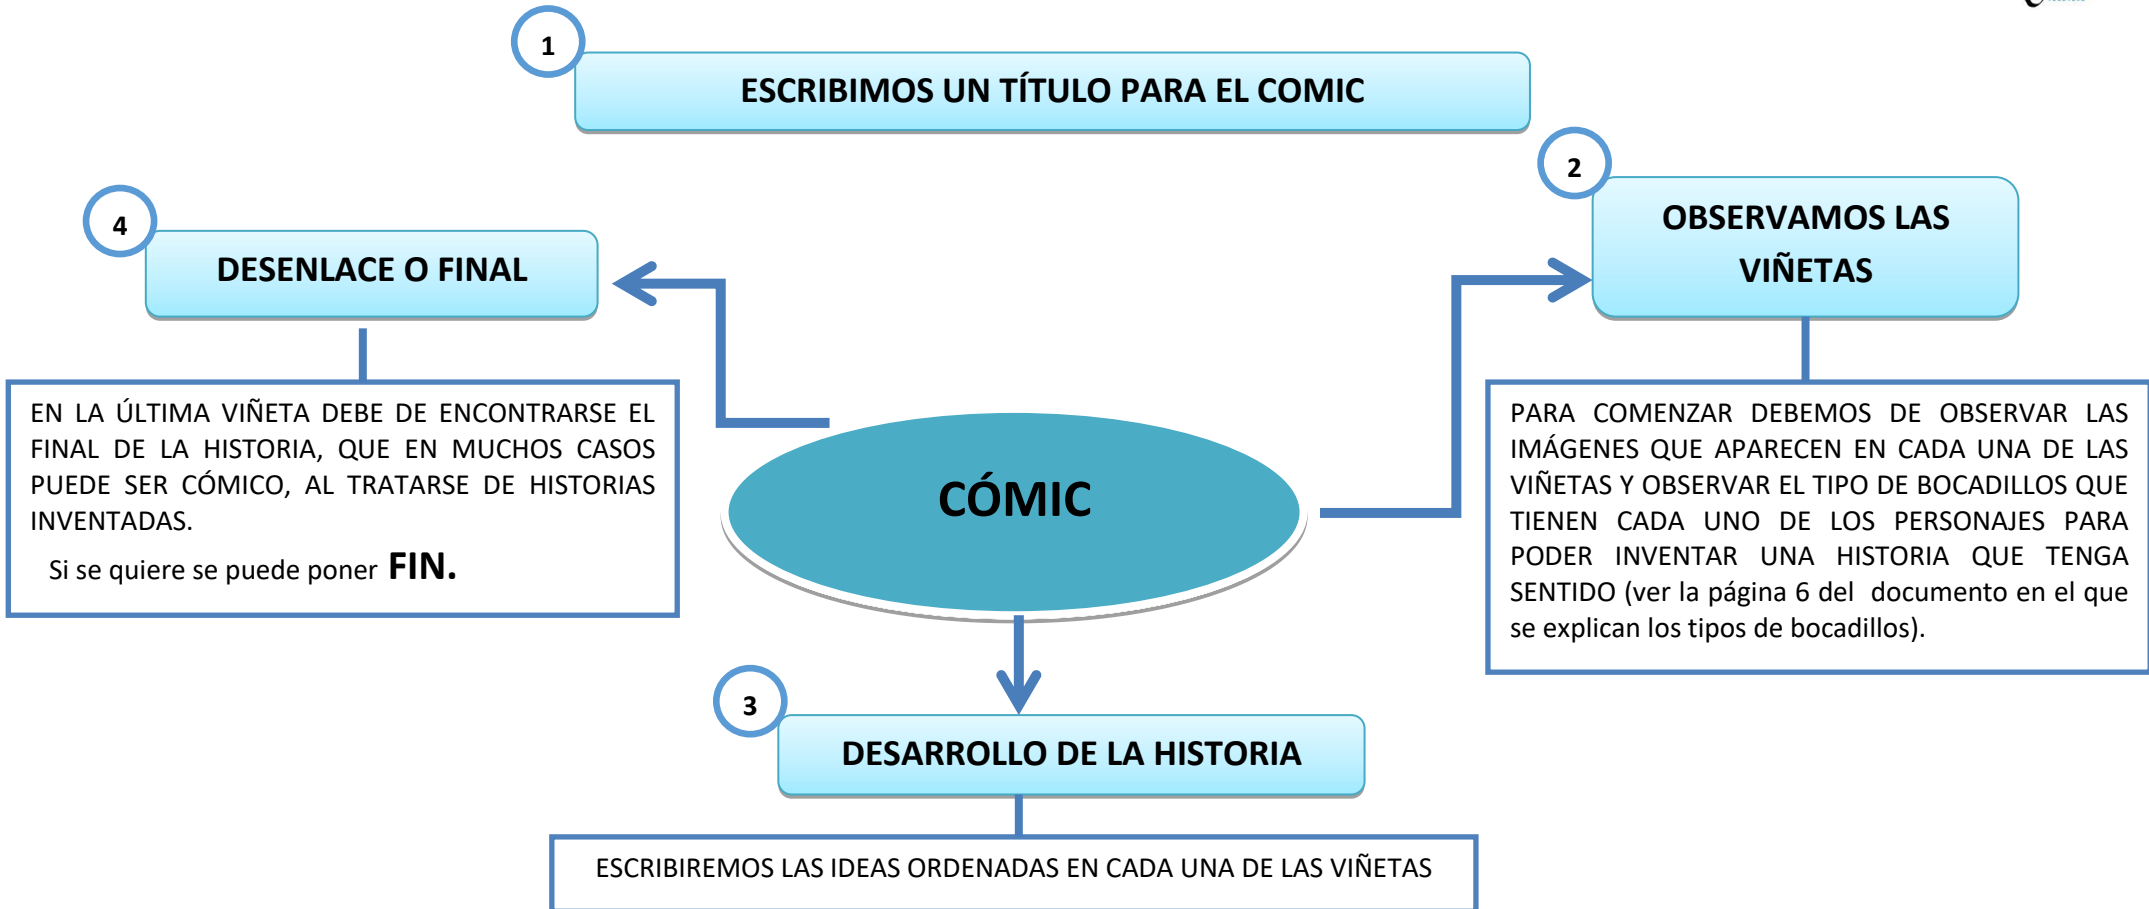 1
ESCRIBIMOS UN TÍTULO PARA EL COMIC
2
OBSERVAMOS LAS
VIÑETAS
PARA COMENZAR DEBEMOS DE OBSERVAR LAS
IMÁGENES QUE APARECEN EN CADA UNA DE LAS
VIÑETAS Y OBSERVAR EL TIPO DE BOCADILLOS QUE
TIENEN CADA UNO DE LOS PERSONAJES PARA
PODER INVENTAR UNA HISTORIA QUE TENGA
SENTIDO (ver la página 6 del documento en el que
se explican los tipos de bocadillos).
4
DESENLACE O FINAL
EN LA ÚLTIMA VIÑETA DEBE DE ENCONTRARSE EL
FINAL DE LA HISTORIA, QUE EN MUCHOS CASOS
PUEDE SER CÓMICO, AL TRATARSE DE HISTORIAS
INVENTADAS.
Si se quiere se puede poner FIN.
CÓMIC
3
DESARROLLO DE LA HISTORIA
ESCRIBIREMOS LAS IDEAS ORDENADAS EN CADA UNA DE LAS VIÑETAS